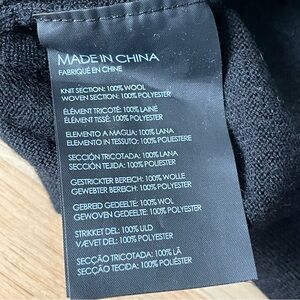 MADE IN CHINA
FABRIQUÉ EN CHINE
KNIT SECTION: 100% WOOL
WOVEN SECTION: 100% POLYESTER
ÉLÉMENT TRICOTÉ: 100% LAINE
ÉLÉMENT TISSÉ: 100% POLYESTER
ELEMENTO A MAGLIA: 100% LANA
ELEMENTO IN TESSUTO: 100% POLIESTERE
SECCIÓN TRICOTADA: 100% LANA
SECCIÓN TEJIDA: 100% POLIÉSTER
GESTRICKTER BEREICH: 100% WOLLE
GEWEBTER BEREICH: 100% POLYESTER
GEBREID GEDEELTE: 100% WOL
GEWOVEN GEDEELTE: 100% POLYESTER
STRIKKET DEL: 100% ULD
VÆVET DEL: 100% POLYESTER
SECÇÃO TRICOTADA: 100% LÃ
SECÇÃO TECIDA: 100% POLIÉSTER